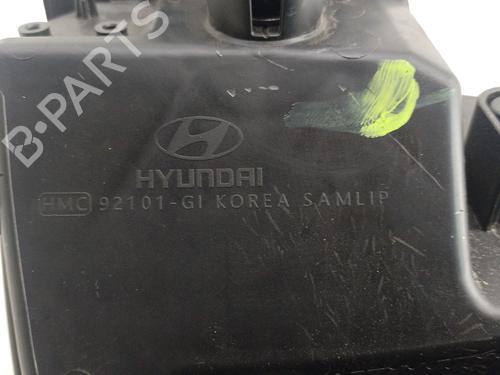 B-PARTS
HYUNDAI
HMC 92101-GI KOREA SAMLIP